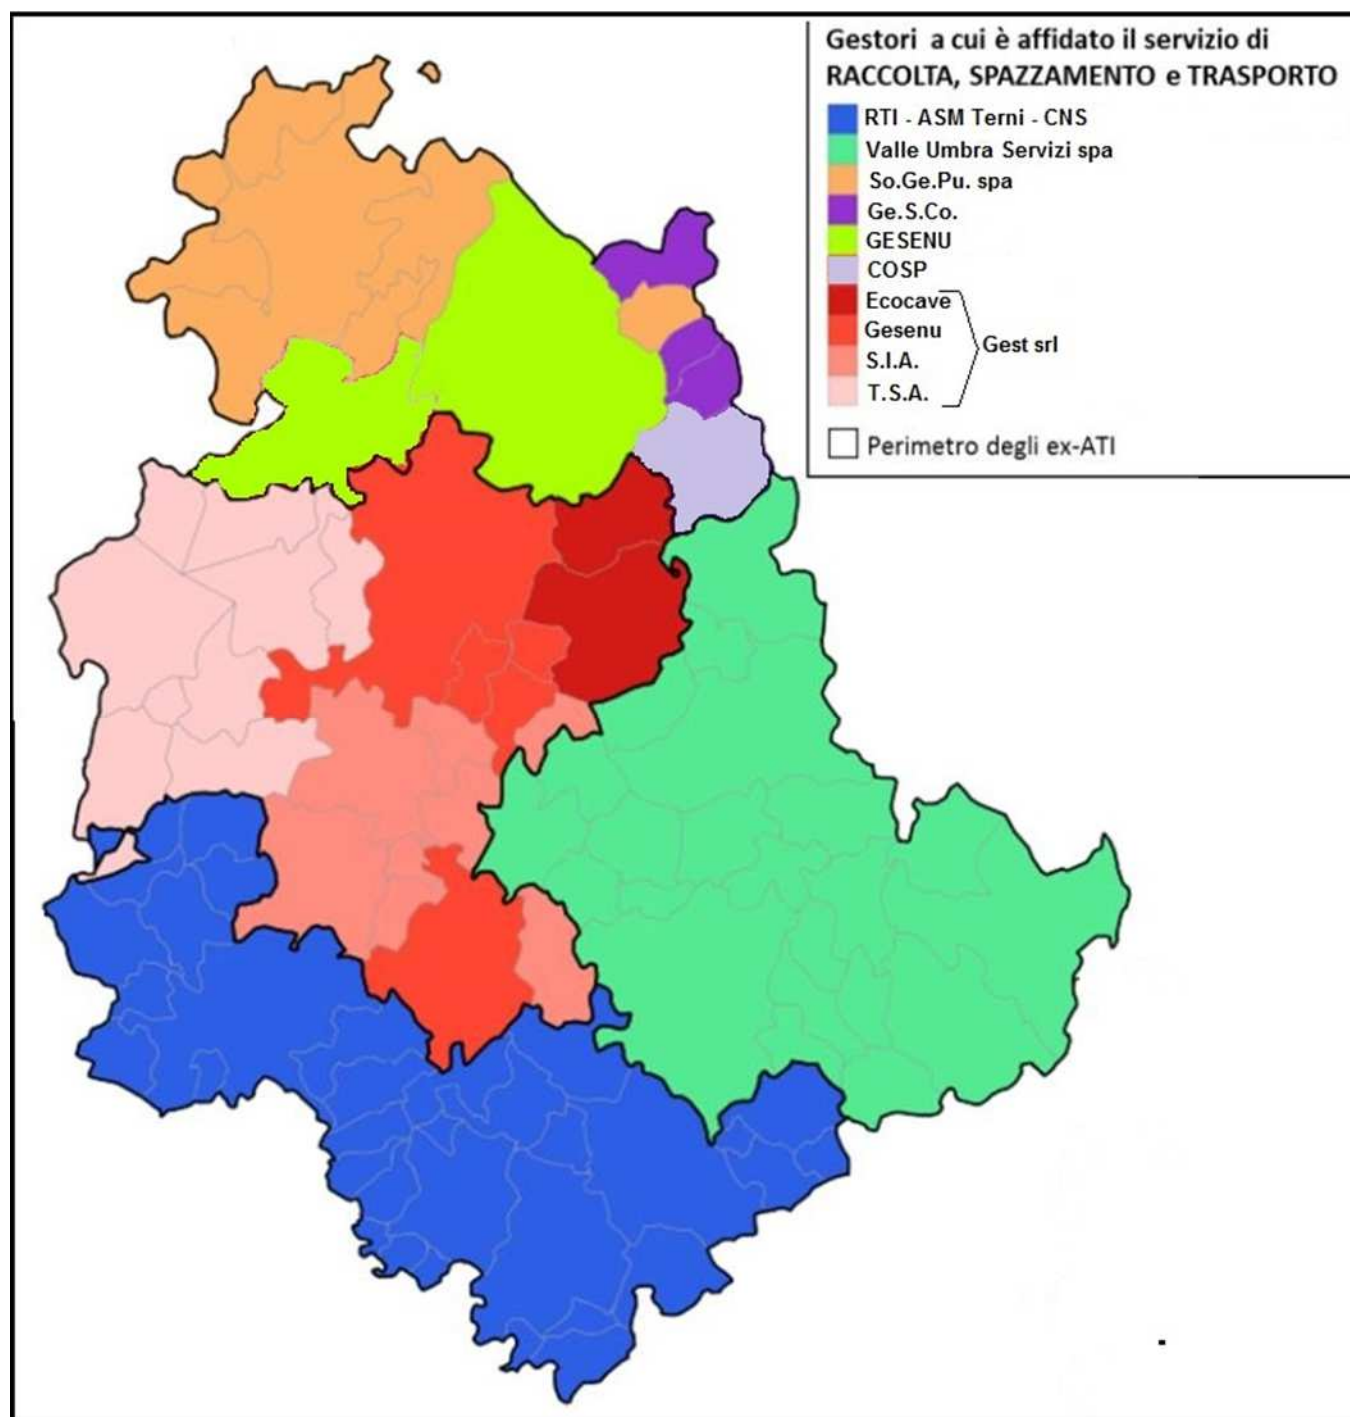 Gestori a cui è affidato il servizio di
RACCOLTA, SPAZZAMENTO e TRASPORTO
RTI - ASM Terni - CNS
Valle Umbra Servizi spa
So.Ge.Pu. spa
Ge.S.Co.
GESENU
COSP
Ecocave
Gesenu
Gest srl
S.I.A.
T.S.A.
Perimetro degli ex-ATI